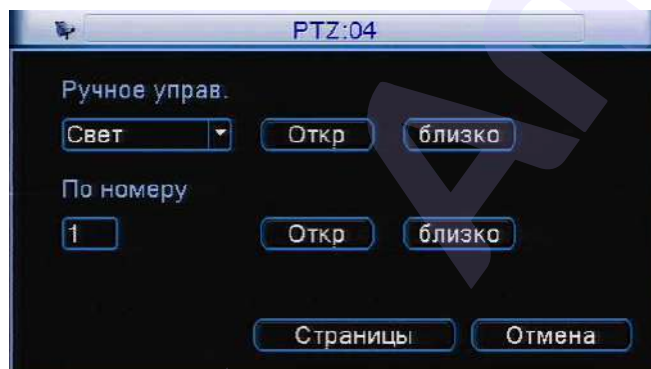 PTZ:04
Ручное управ.
Свет Откр близко
По номеру
1 Откр близко
Страницы Отмена